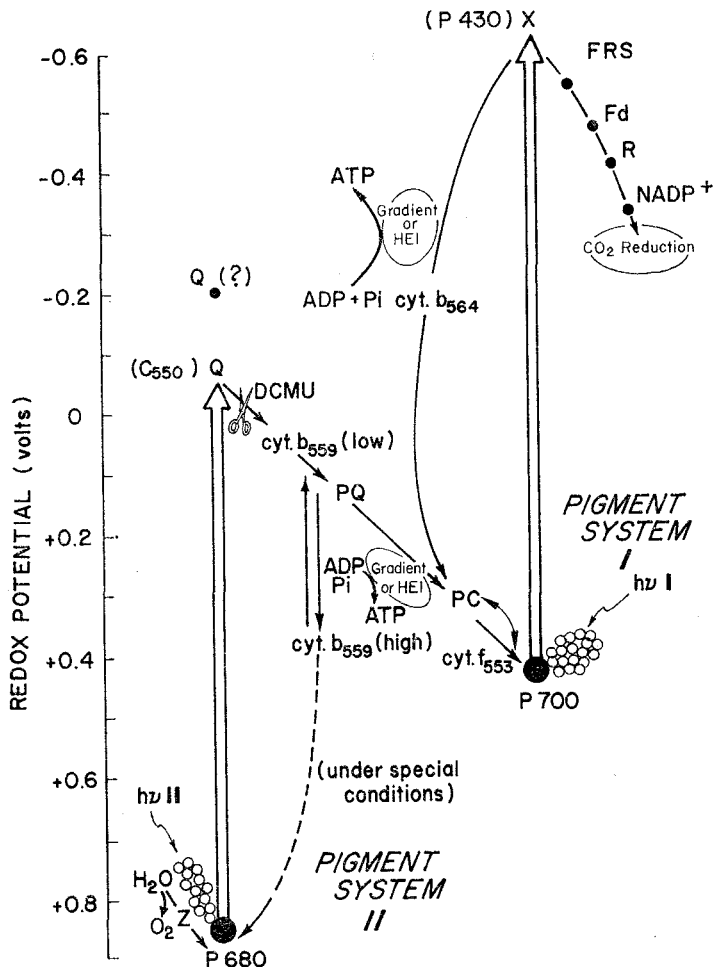 (P 430) X
-0.6
FRS
Fd
R
NADP+
CO2 Reduction
-0.4
ATP
Gradient
or
HEI
ADP + Pi
cyt. b564
Q (?)
-0.2
(C550) Q
DCMU
0
cyt. b559 (low)
PQ
PIGMENT
SYSTEM
I
hν I
+0.2
ADP
Pi
Gradient
or HEI
ATP
PC
cyt. b559 (high)
cyt. f553
+0.4
P 700
REDOX POTENTIAL (volts)
+0.6
(under special
conditions)
hν II
PIGMENT
SYSTEM
II
H2O
O2
Z
+0.8
P 680